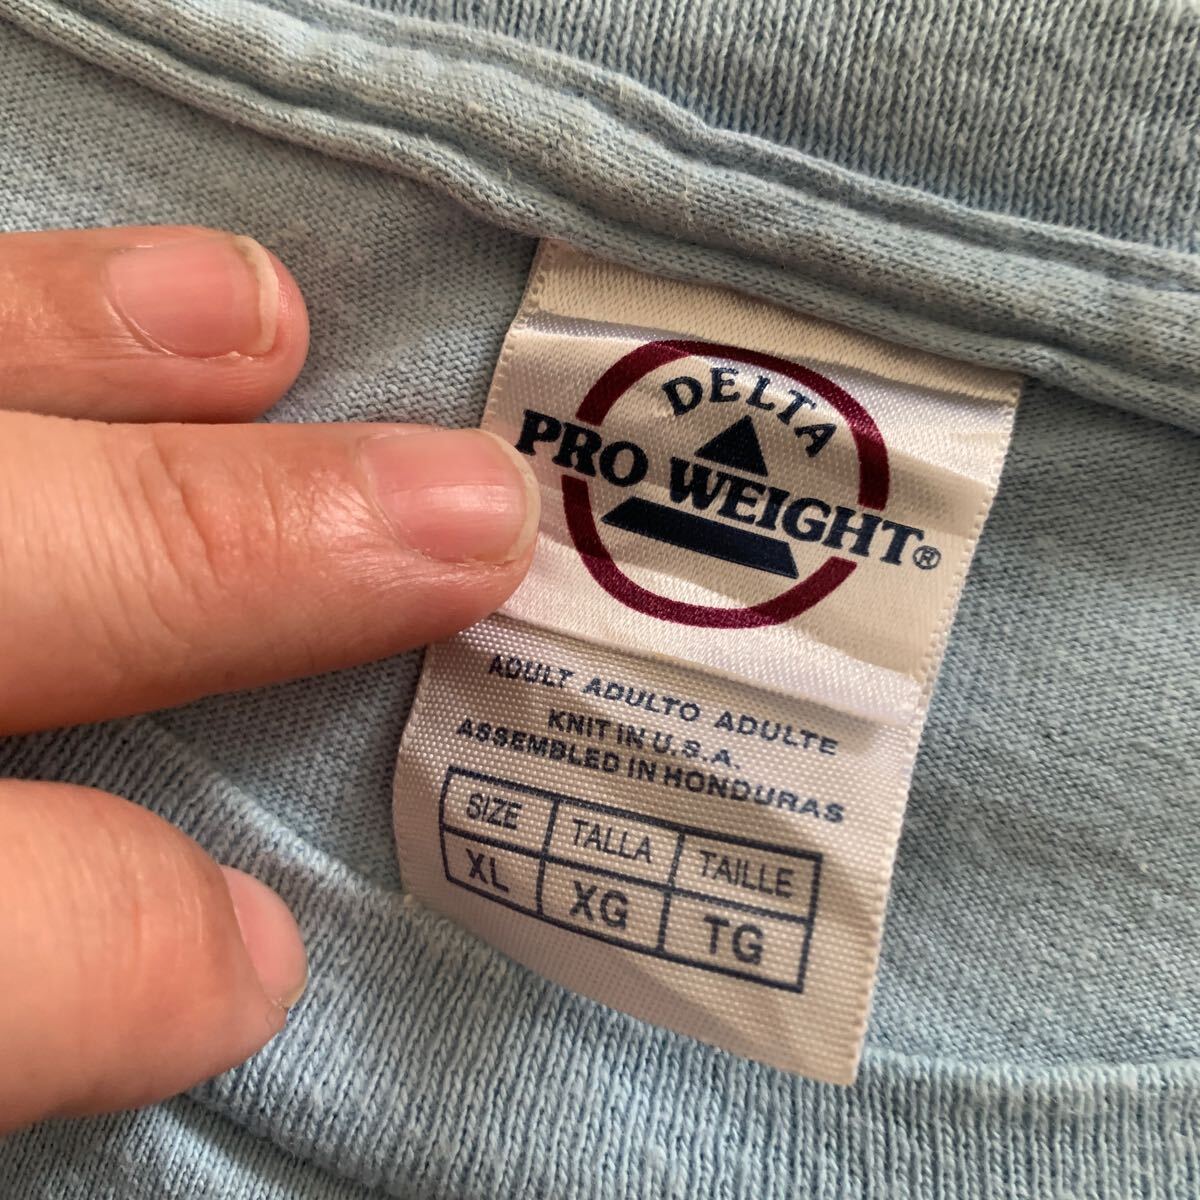 DELTA
PRO WEIGHT®
ADULT ADULTO ADULTE
KNIT IN U.S.A.
ASSEMBLED IN HONDURAS
SIZE TALLA TAILLE
XL XG TG